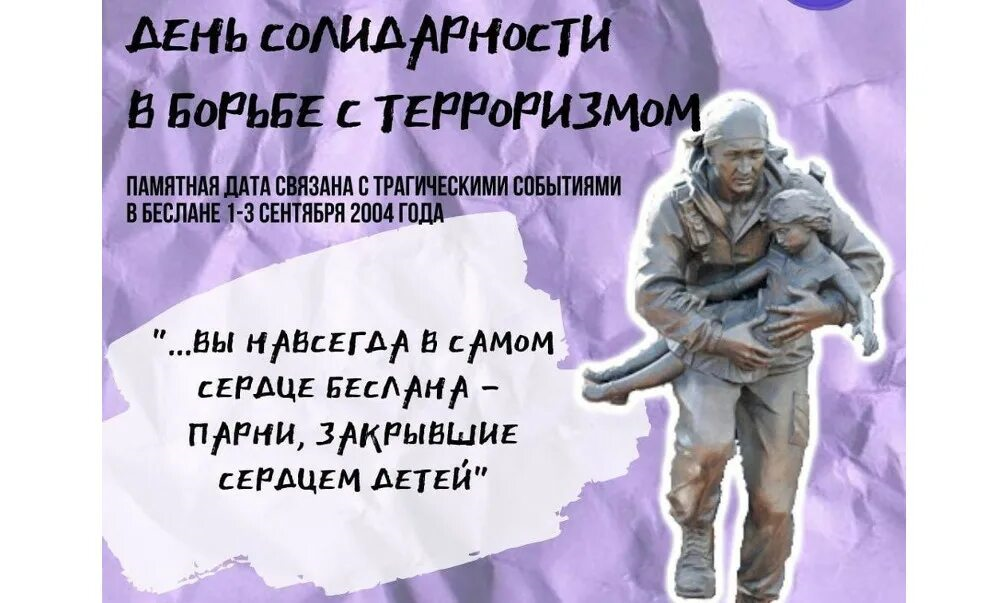 ДЕНЬ СОЛИДАРНОСТИ
В БОРЬБЕ С ТЕРРОРИЗМОМ
ПАМЯТНАЯ ДАТА СВЯЗАНА С ТРАГИЧЕСКИМИ СОБЫТИЯМИ
В БЕСЛАНЕ 1-3 СЕНТЯБРЯ 2004 ГОДА
"...ВЫ НАВСЕГДА В САМОМ
СЕРДЦЕ БЕСЛАНА –
ПАРНИ, ЗАКРЫВШИЕ
СЕРДЦЕМ ДЕТЕЙ"